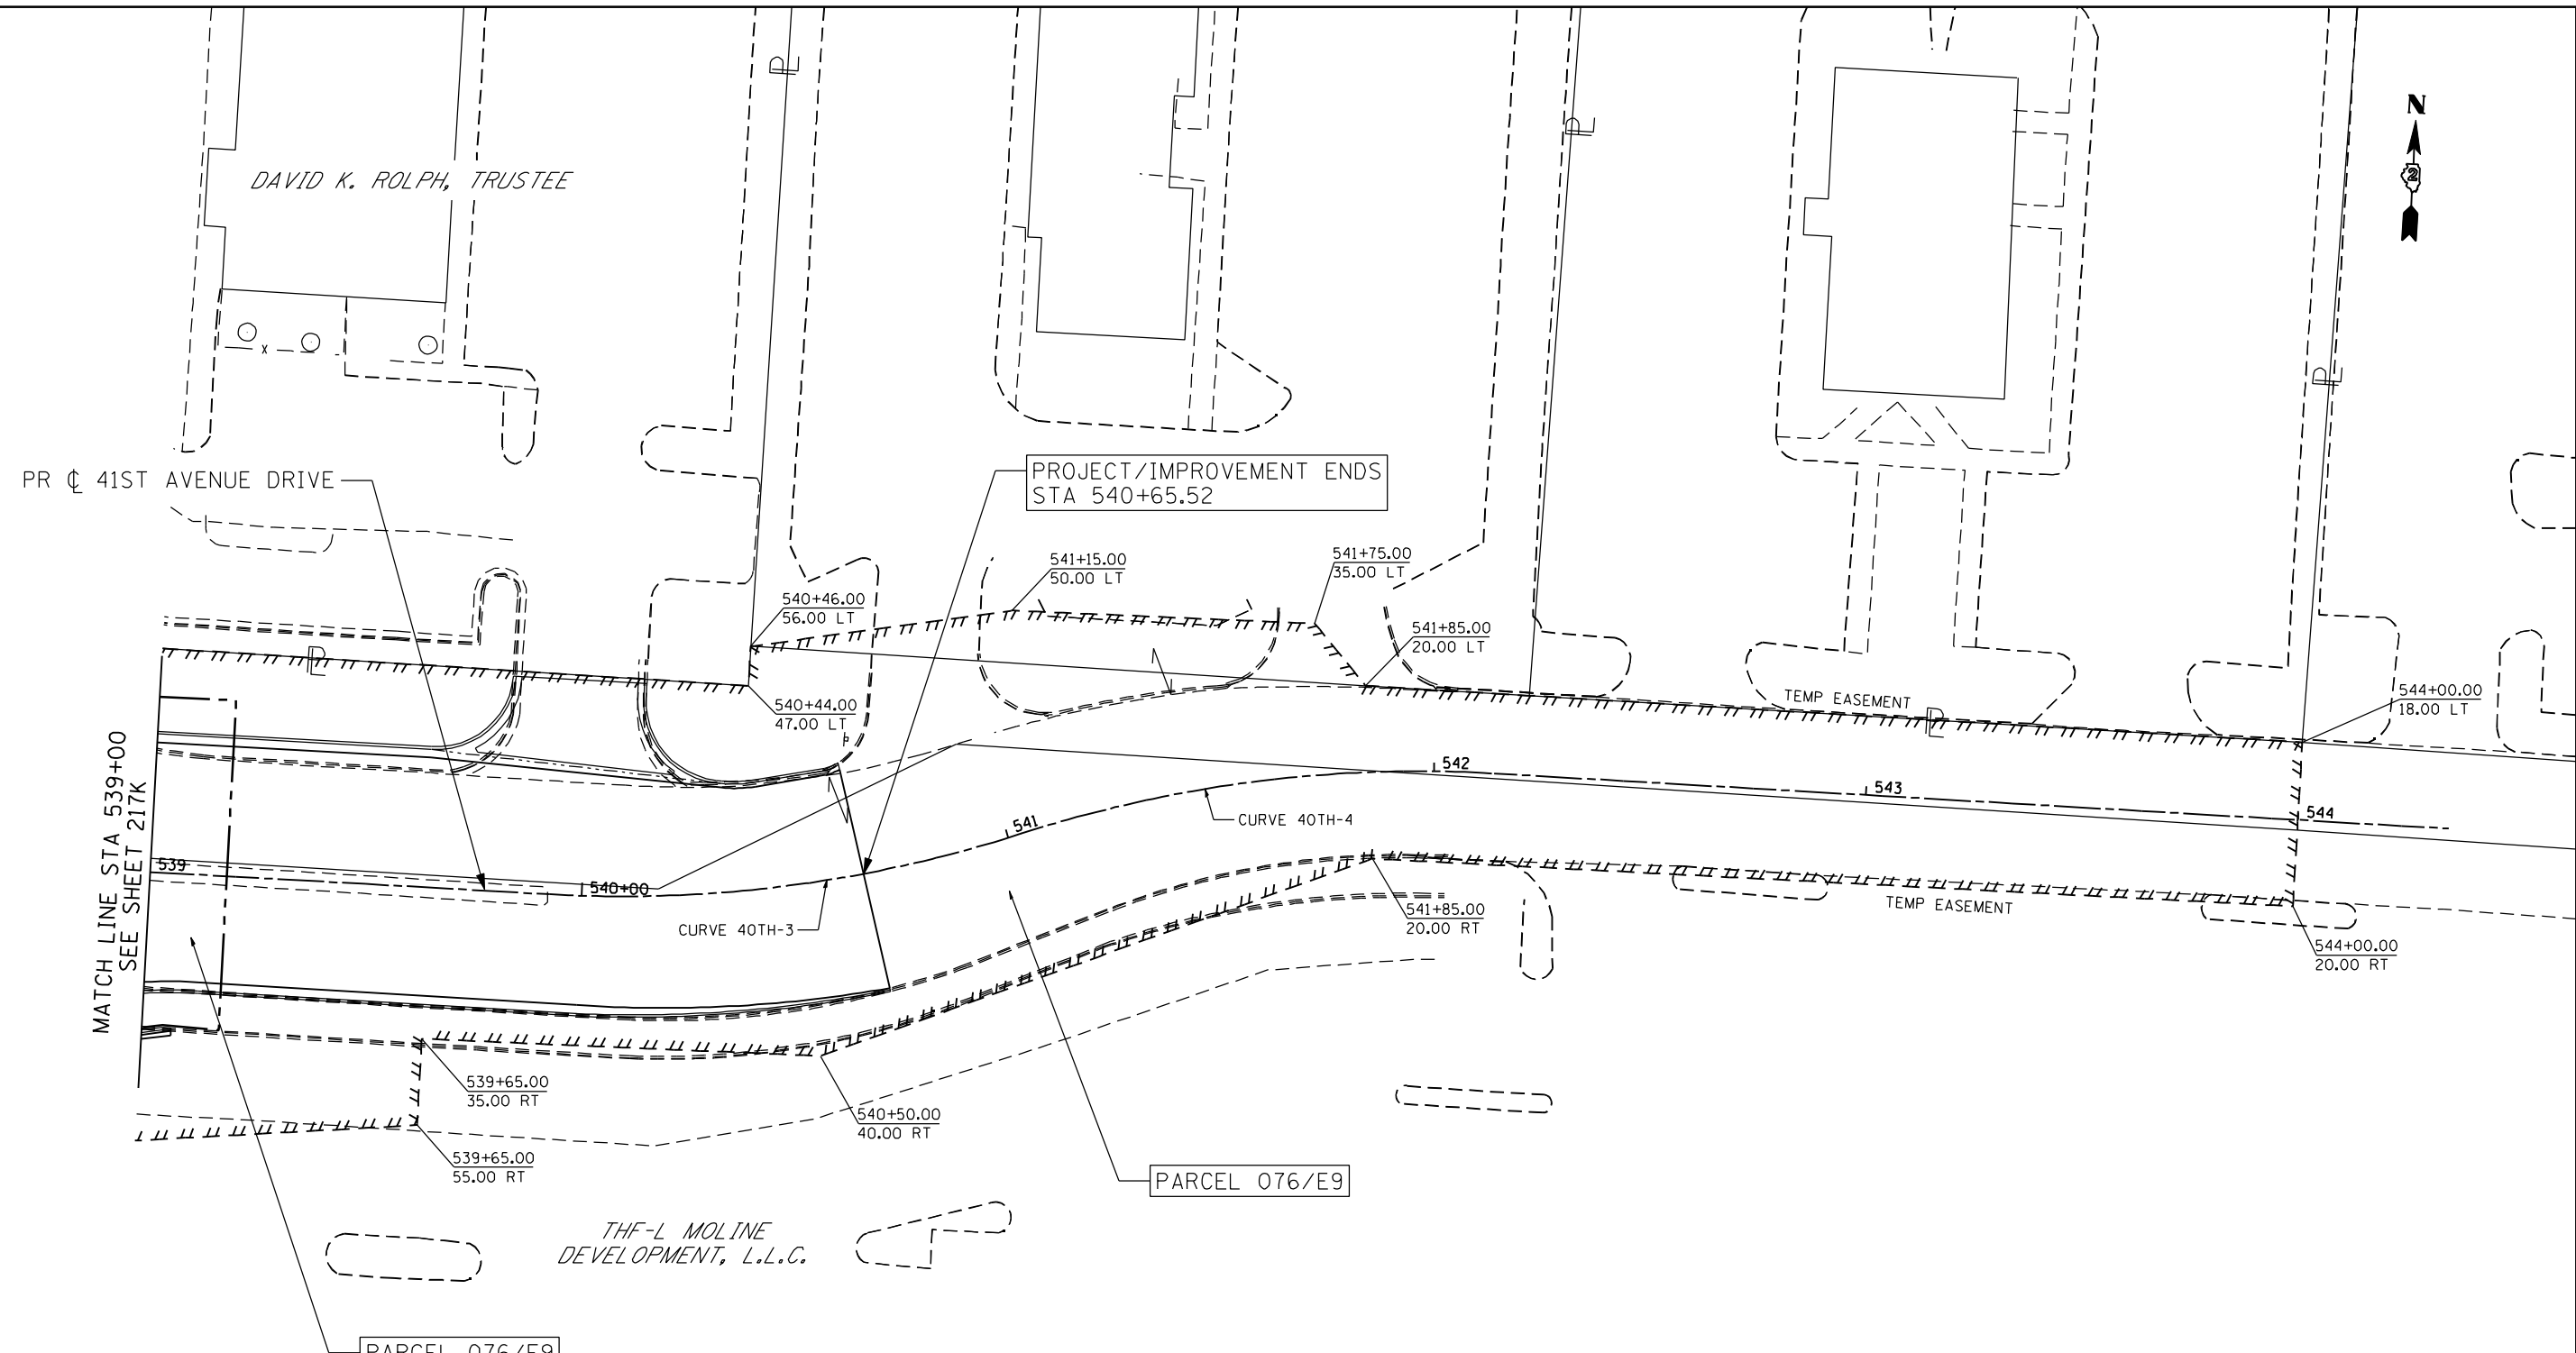 N
2
DAVID K. ROLPH, TRUSTEE
PR ℄ 41ST AVENUE DRIVE
PROJECT/IMPROVEMENT ENDS
STA 540+65.52
541+15.00
50.00 LT
541+75.00
35.00 LT
540+46.00
56.00 LT
541+85.00
20.00 LT
540+44.00
47.00 LT
TEMP EASEMENT
544+00.00
18.00 LT
MATCH LINE STA 539+00
SEE SHEET 217K
539
540+00
541
542
543
544
CURVE 40TH-4
CURVE 40TH-3
541+85.00
20.00 RT
TEMP EASEMENT
544+00.00
20.00 RT
539+65.00
35.00 RT
540+50.00
40.00 RT
539+65.00
55.00 RT
PARCEL 076/E9
THF-L MOLINE
DEVELOPMENT, L.L.C.
PARCEL 076/E9